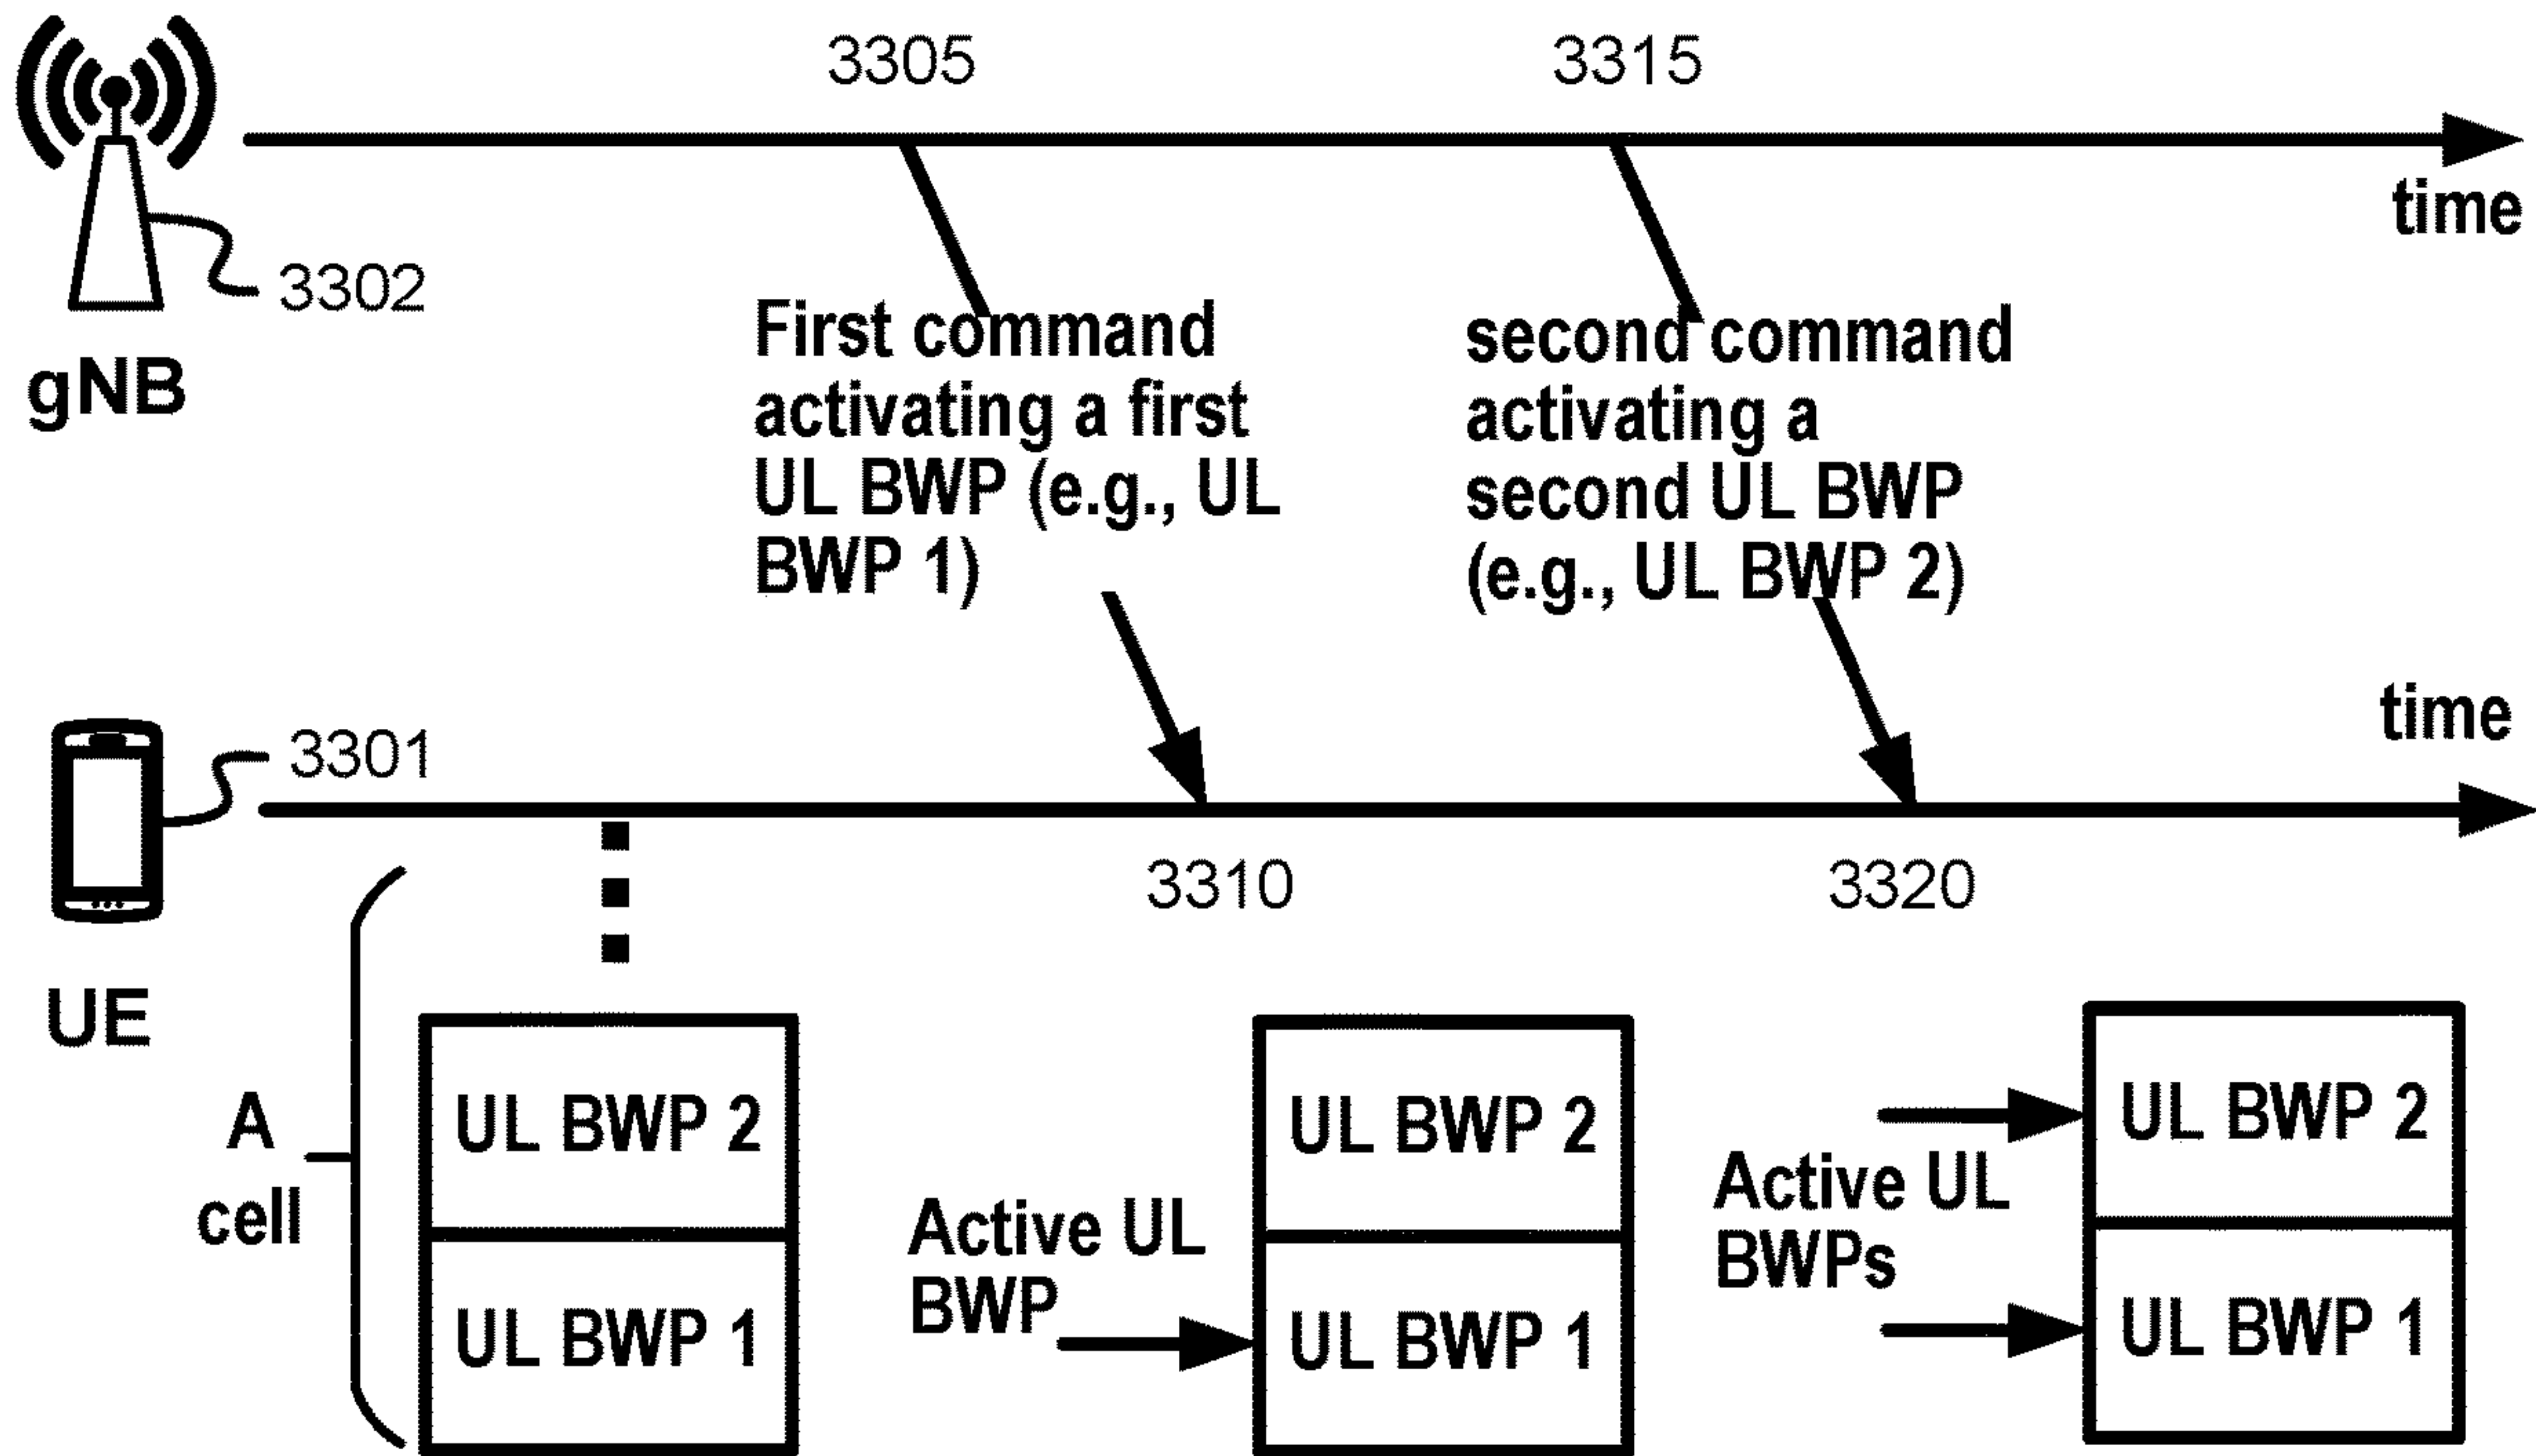 3305
3315
time
3302
gNB
First command
activating a first
UL BWP (e.g., UL
BWP 1)
second command
activating a
second UL BWP
(e.g., UL BWP 2)
time
3301
UE
3310
3320
A
cell
UL BWP 2
UL BWP 1
Active UL
BWP
UL BWP 2
UL BWP 1
Active UL
BWPs
UL BWP 2
UL BWP 1